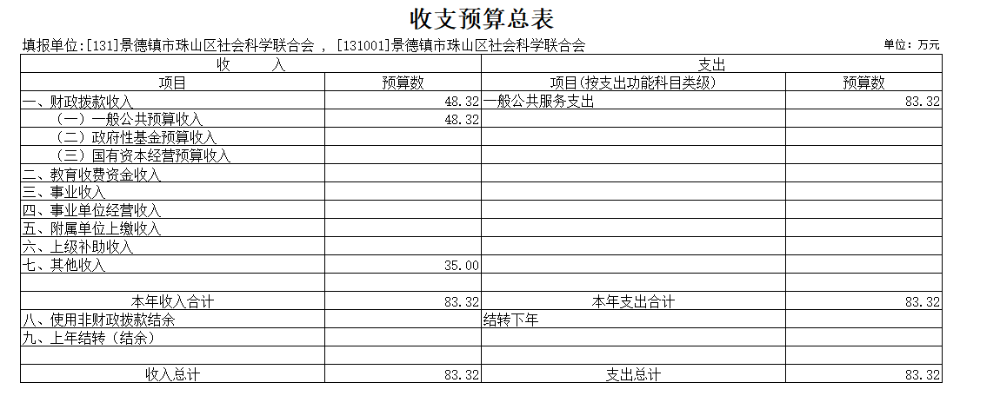 收支预算总表
填报单位:[131]景德镇市珠山区社会科学联合会 , [131001]景德镇市珠山区社会科学联合会 单位：万元
收 入 支出
项目 预算数 项目(按支出功能科目类级) 预算数
一、财政拨款收入 48.32 一般公共服务支出 83.32
（一）一般公共预算收入 48.32
（二）政府性基金预算收入
（三）国有资本经营预算收入
二、教育收费资金收入
三、事业收入
四、事业单位经营收入
五、附属单位上缴收入
六、上级补助收入
七、其他收入 35.00
本年收入合计 83.32 本年支出合计 83.32
八、使用非财政拨款结余 结转下年
九、上年结转（结余）
收入总计 83.32 支出总计 83.32